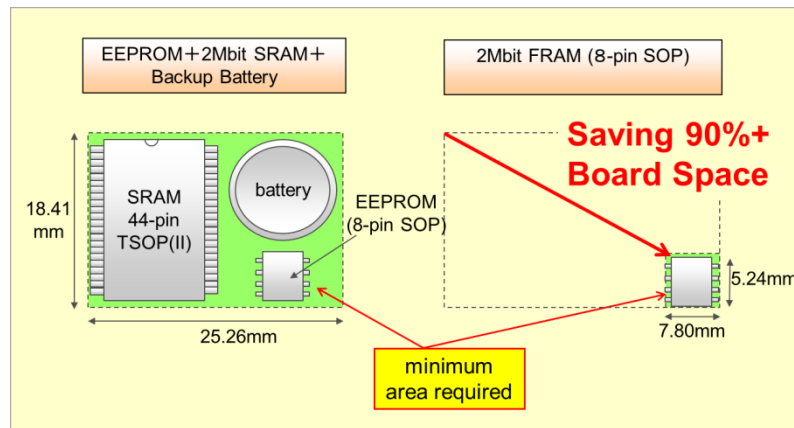 EEPROM＋2Mbit SRAM＋
Backup Battery
2Mbit FRAM (8-pin SOP)
Saving 90%+
Board Space
18.41
mm
SRAM
44-pin
TSOP(II)
battery
EEPROM
(8-pin SOP)
25.26mm
5.24mm
7.80mm
minimum
area required